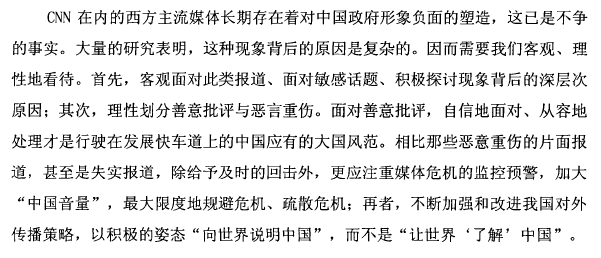 CNN 在内的西方主流媒体长期存在着对中国政府形象负面的塑造，这已是不争
的事实。大量的研究表明，这种现象背后的原因是复杂的。因而需要我们客观、理
性地看待。首先，客观面对此类报道、面对敏感话题、积极探讨现象背后的深层次
原因；其次，理性划分善意批评与恶言重伤。面对善意批评，自信地面对、从容地
处理才是行驶在发展快车道上的中国应有的大国风范。相比那些恶意重伤的片面报
道，甚至是失实报道，除给予及时的回击外，更应注重媒体危机的监控预警，加大
“中国音量”，最大限度地规避危机、疏散危机；再者，不断加强和改进我国对外
传播策略，以积极的姿态“向世界说明中国”，而不是“让世界‘了解’中国”。